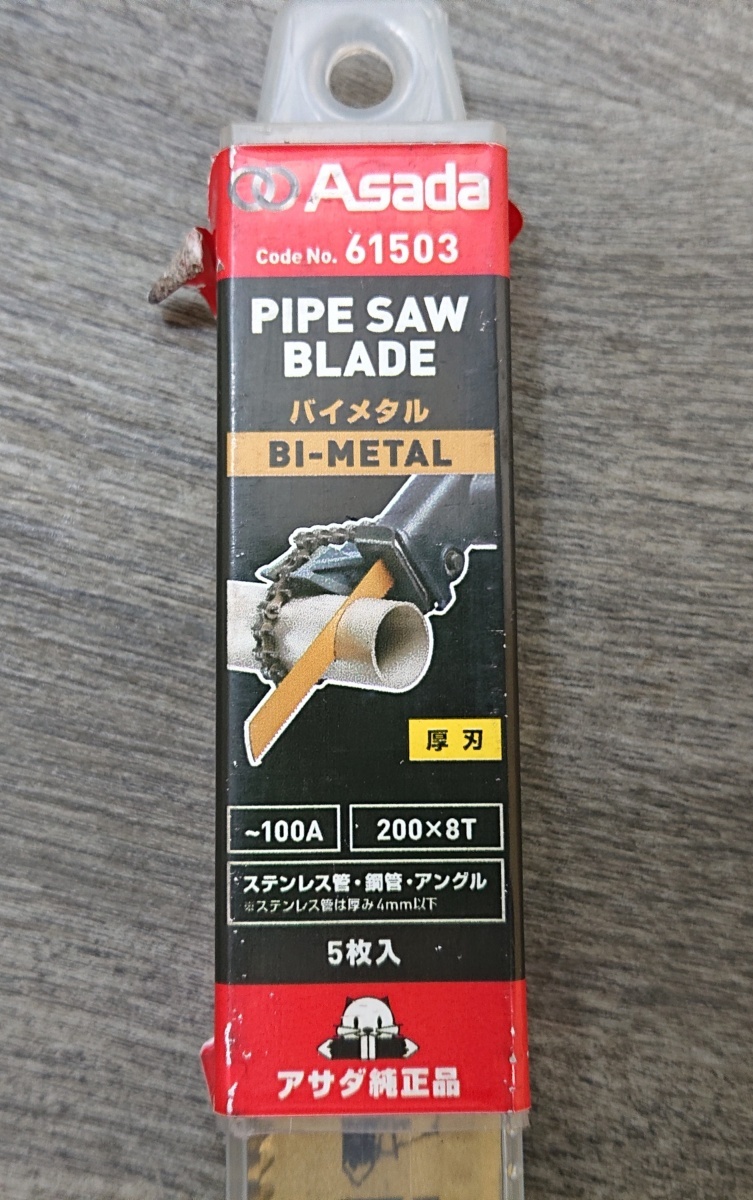 Asada
Code No. 61503
PIPE SAW
BLADE
バイメタル
BI-METAL
厚刃
~100A 200×8T
ステンレス管・鋼管・アングル
※ステンレス管は厚み4mm以下
5枚入
アサダ純正品